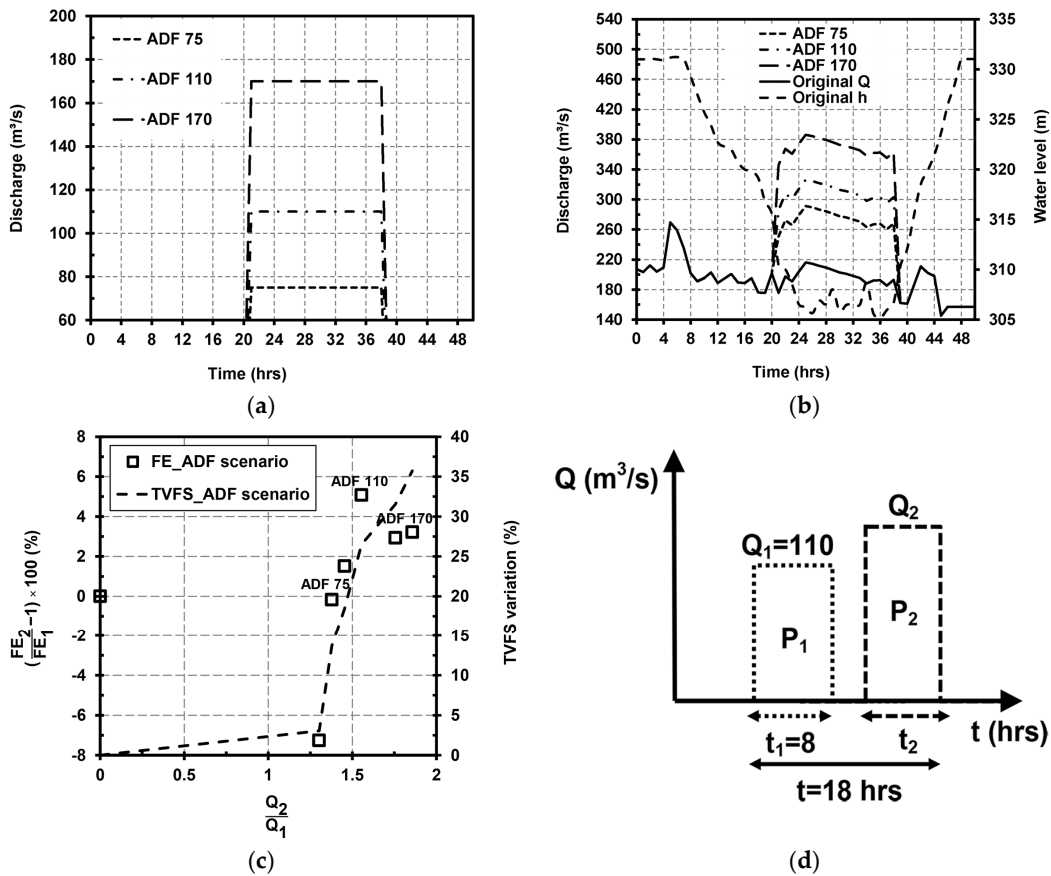 200
180
160
140
120
100
80
60
Discharge (m³/s)
ADF 75
ADF 110
ADF 170
0 4 8 12 16 20 24 28 32 36 40 44 48
Time (hrs)
(a)
540
500
460
420
380
340
300
260
220
180
140
Discharge (m³/s)
ADF 75
ADF 110
ADF 170
Original Q
Original h
335
330
325
320
315
310
305
Water level (m)
0 4 8 12 16 20 24 28 32 36 40 44 48
Time (hrs)
(b)
8
6
4
2
0
-2
-4
-6
-8
(FE2/FE1 −1) × 100 (%)
FE_ADF scenario
TVFS_ADF scenario
ADF 110
ADF 170
ADF 75
40
35
30
25
20
15
10
5
0
TVFS variation (%)
0 0.5 1 1.5 2
Q2
Q1
(c)
Q (m³/s)
Q2
Q1=110
P1
P2
t (hrs)
t1=8
t2
t=18 hrs
(d)